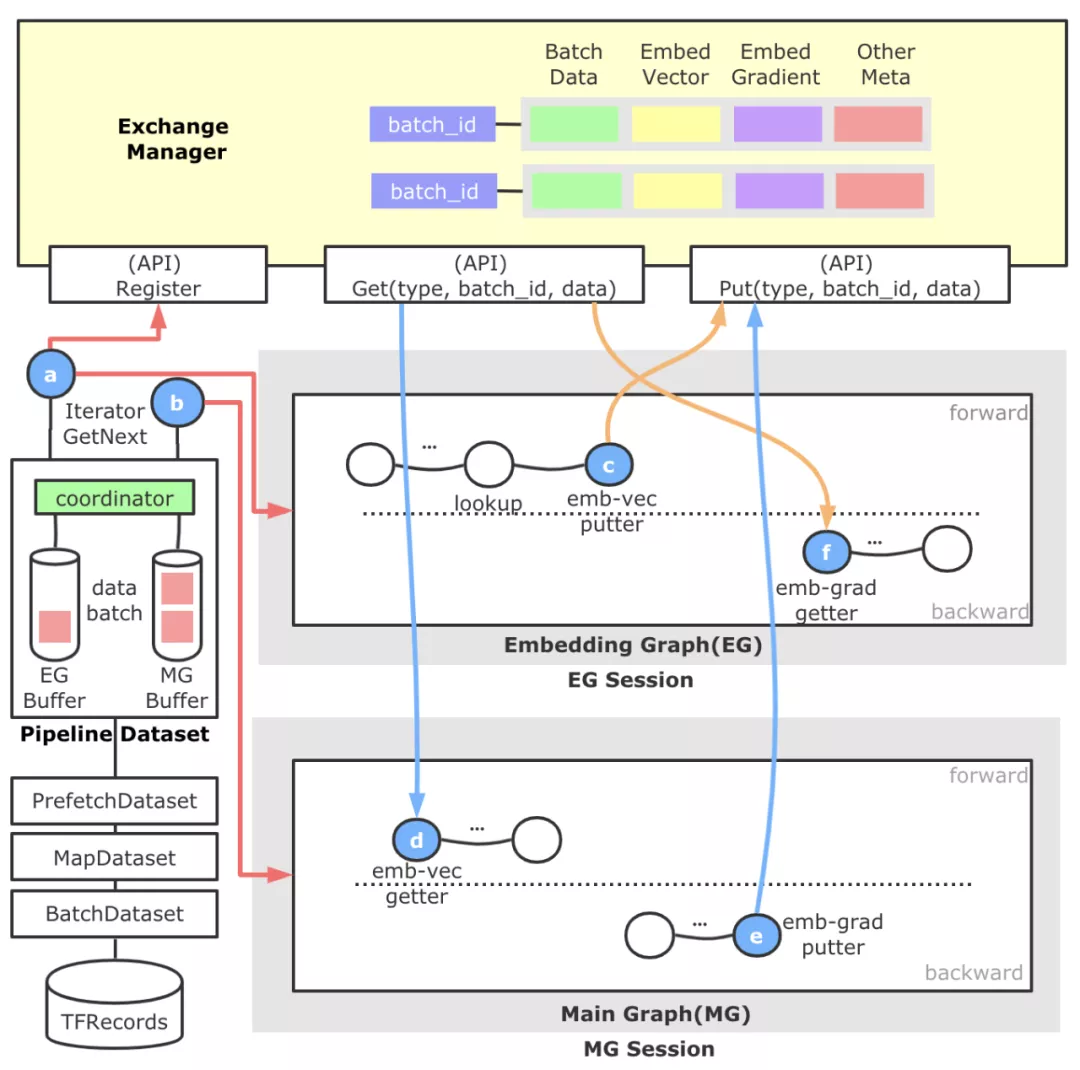 Batch
Data
Embed
Vector
Embed
Gradient
Other
Meta
Exchange
Manager
batch_id
batch_id
(API)
Register
(API)
Get(type, batch_id, data)
(API)
Put(type, batch_id, data)
a
b
Iterator
GetNext
coordinator
data
batch
EG
Buffer
MG
Buffer
Pipeline Dataset
PrefetchDataset
MapDataset
BatchDataset
TFRecords
forward
...
lookup
c
emb-vec
putter
f
...
emb-grad
getter
backward
Embedding Graph(EG)
EG Session
forward
d
...
emb-vec
getter
...
e
emb-grad
putter
backward
Main Graph(MG)
MG Session